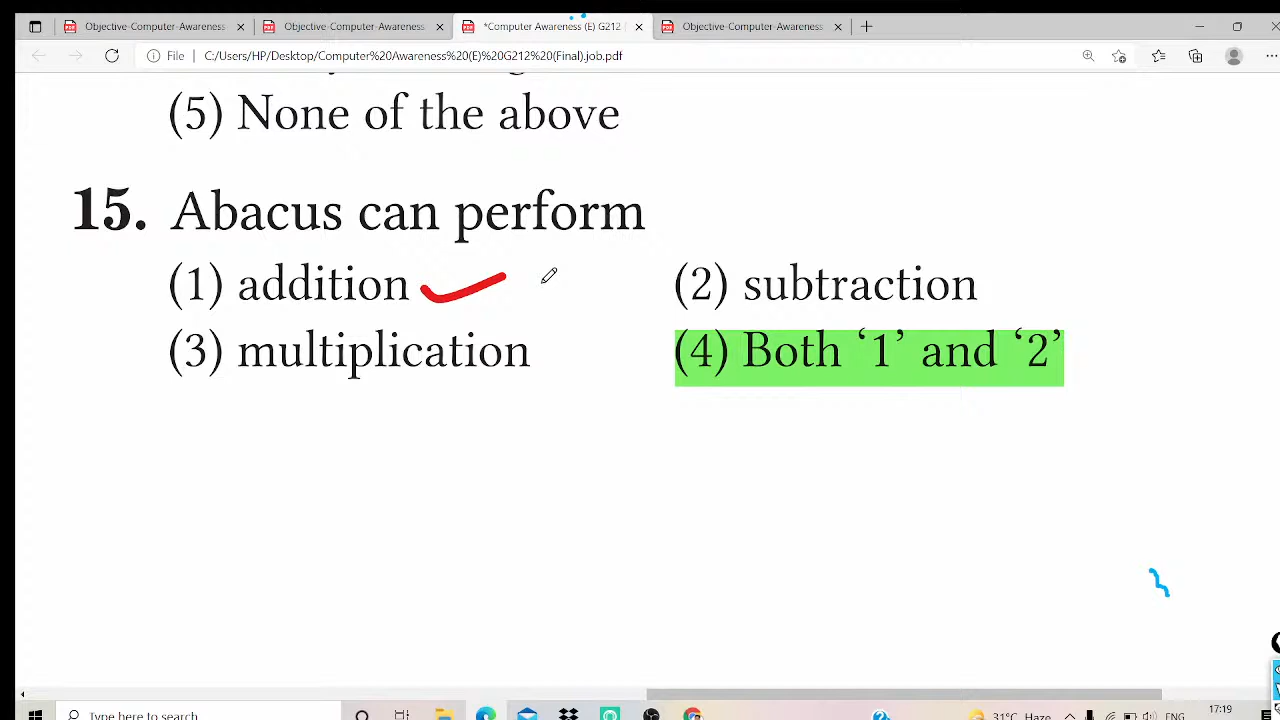 Objective-Computer-Awareness
Objective-Computer-Awareness
*Computer Awareness (E) G212
Objective-Computer-Awareness
File
C:/Users/HP/Desktop/Computer%20Awareness%20(E)%20G212%20(Final).job.pdf
(5) None of the above
15. Abacus can perform
(1) addition (2) subtraction
(3) multiplication (4) Both ‘1’ and ‘2’
Type here to search
31°C Haze
ENG
17:19